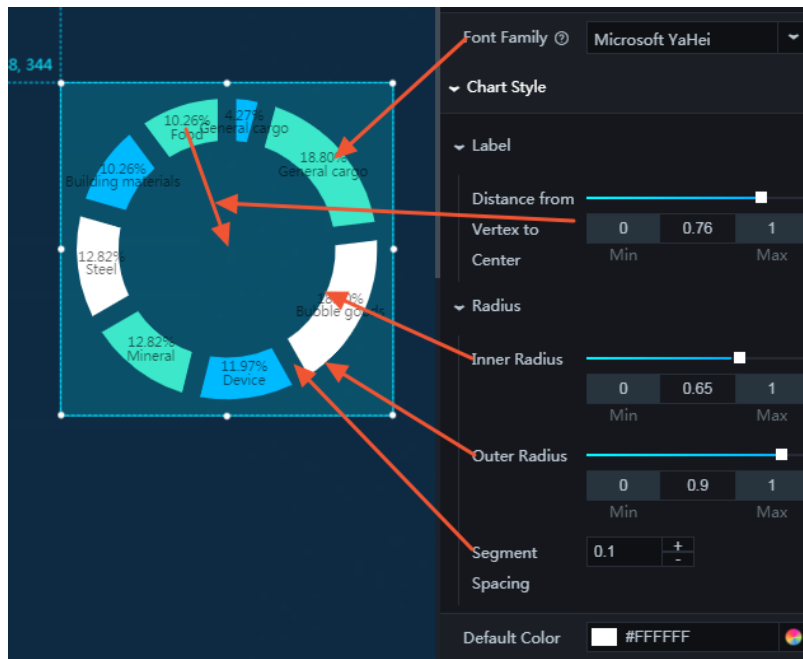 8, 344
10.26%
Food
4.27%
General cargo
18.80%
General cargo
10.26%
Building materials
12.82%
Steel
Bubble goods
12.82%
Mineral
11.97%
Device
Font Family ?
Microsoft YaHei
Chart Style
Label
Distance from
Vertex to
Center
0 0.76 1
Min Max
Radius
Inner Radius
0 0.65 1
Min Max
Outer Radius
0 0.9 1
Min Max
Segment
Spacing
0.1 + -
Default Color
#FFFFFF